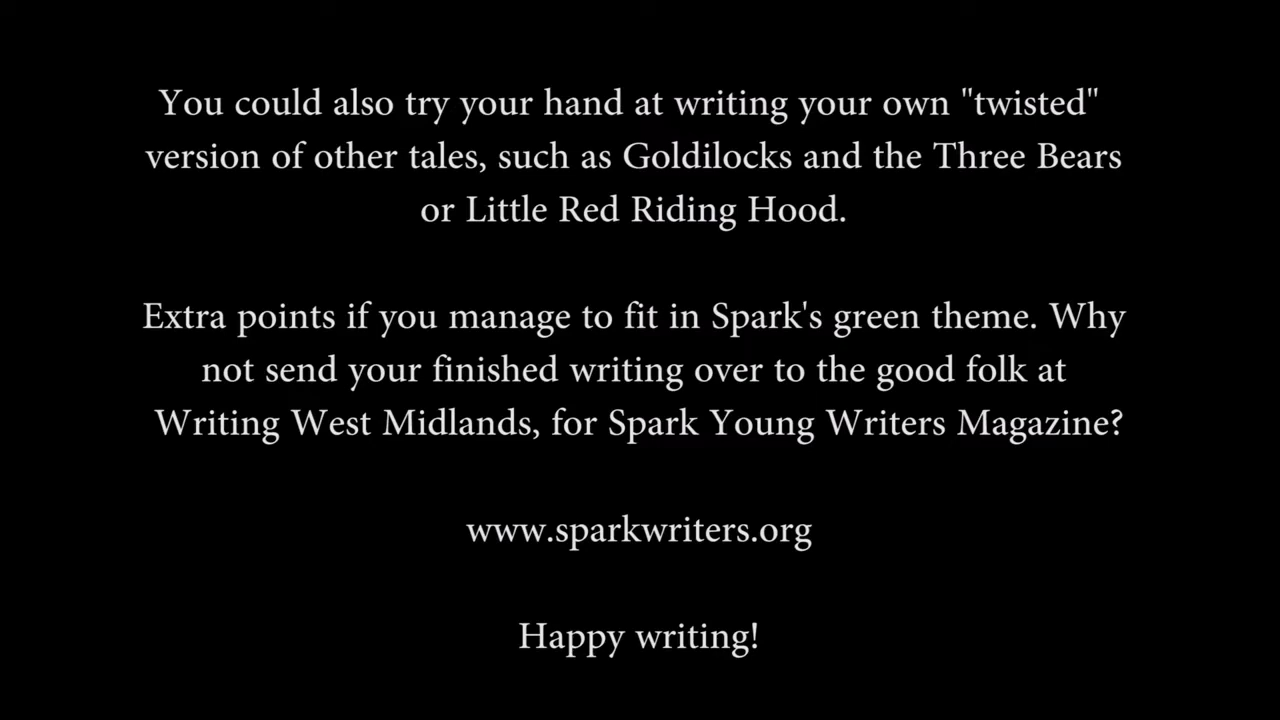 You could also try your hand at writing your own "twisted"
version of other tales, such as Goldilocks and the Three Bears
or Little Red Riding Hood.
Extra points if you manage to fit in Spark's green theme. Why
not send your finished writing over to the good folk at
Writing West Midlands, for Spark Young Writers Magazine?
www.sparkwriters.org
Happy writing!